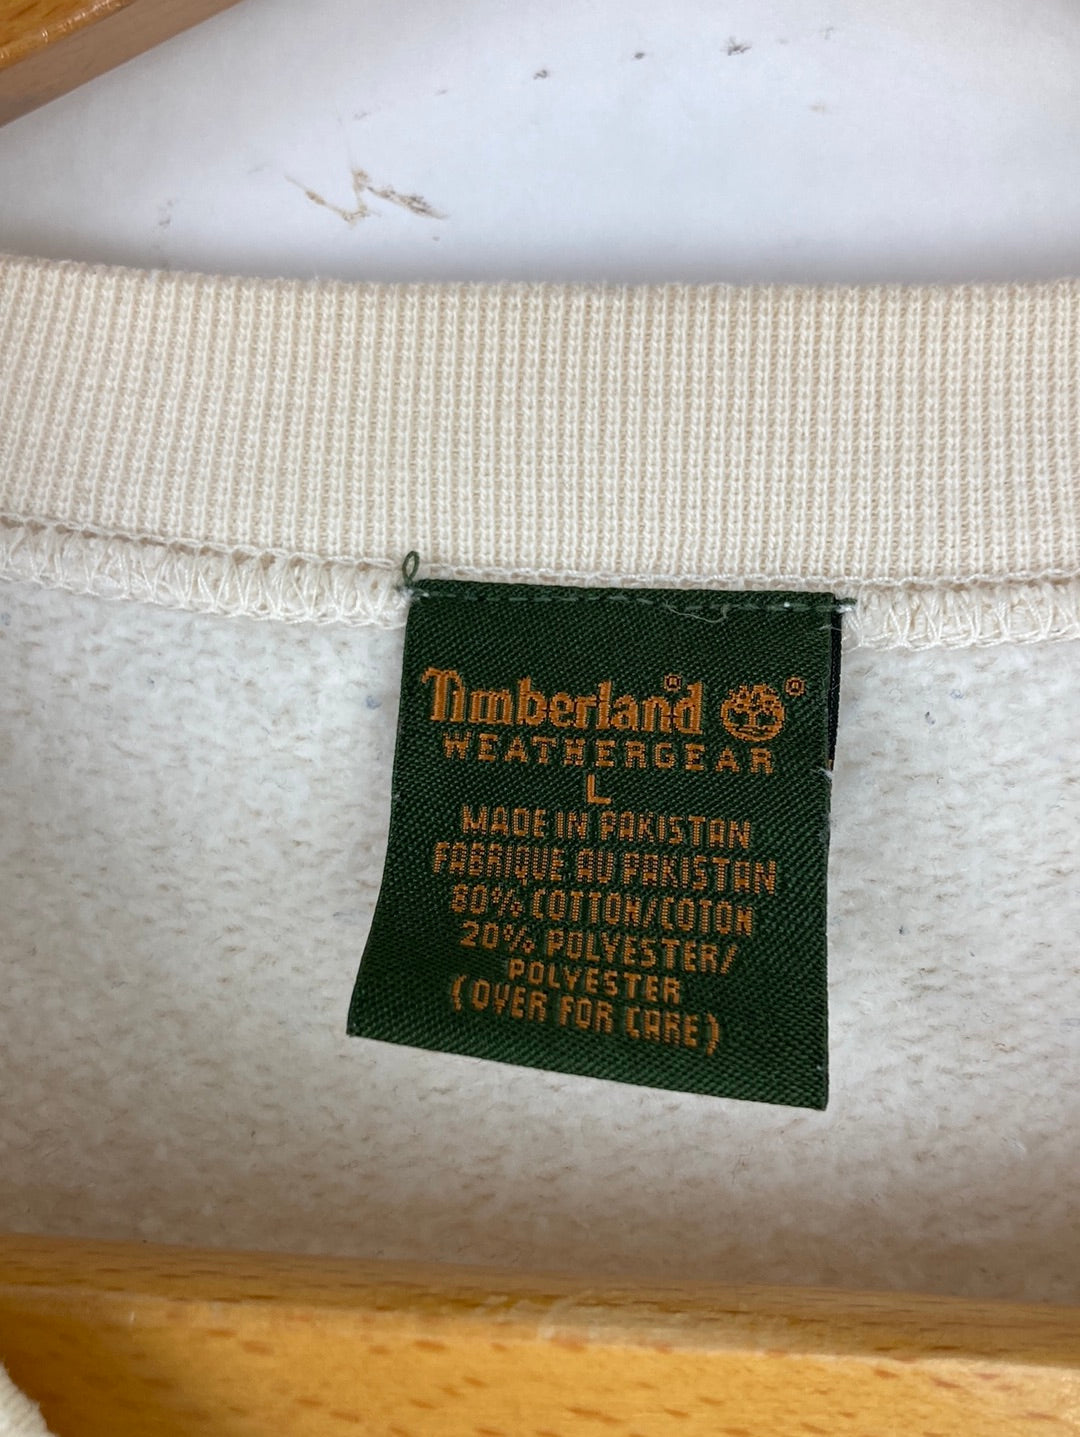 Timberland®
WEATHERGEAR
L
MADE IN PAKISTAN
FABRIQUE AU PAKISTAN
80% COTTON/COTON
20% POLYESTER/
POLYESTER
(OVER FOR CARE)